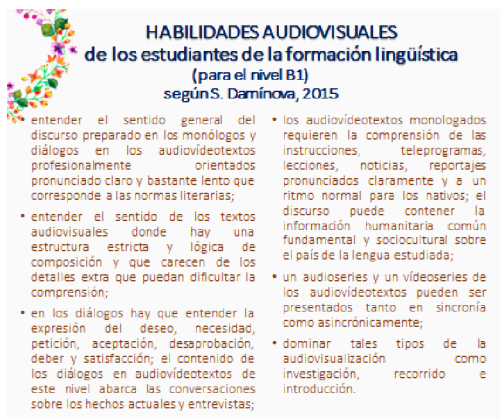 HABILIDADES AUDIOVISUALES
de los estudiantes de la formación lingüística
(para el nivel B1)
según S. Damínova, 2015
• entender el sentido general del
discurso preparado en los monólogos y
diálogos en los audiovídeotextos
profesionalmente orientados
pronunciado claro y bastante lento que
corresponde a las normas literarias;
• entender el sentido de los textos
audiovisuales donde hay una
estructura estricta y lógica de
composición y que carecen de los
detalles extra que puedan dificultar la
comprensión;
• en los diálogos hay que entender la
expresión del deseo, necesidad,
petición, aceptación, desaprobación,
deber y satisfacción; el contenido de
los diálogos en audiovídeotextos de
este nivel abarca las conversaciones
sobre los hechos actuales y entrevistas;
• los audiovídeotextos monologados
requieren la comprensión de las
instrucciones, teleprogramas,
lecciones, noticias, reportajes
pronunciados claramente y a un
ritmo normal para los nativos; el
discurso puede contener la
información humanitaria común
fundamental y sociocultural sobre
el país de la lengua estudiada;
• un audioseries y un vídeoseries de
los audiovídeotextos pueden ser
presentados tanto en sincronía
como asincrónicamente;
• dominar tales tipos de la
audiovisualización como
investigación, recorrido e
introducción.